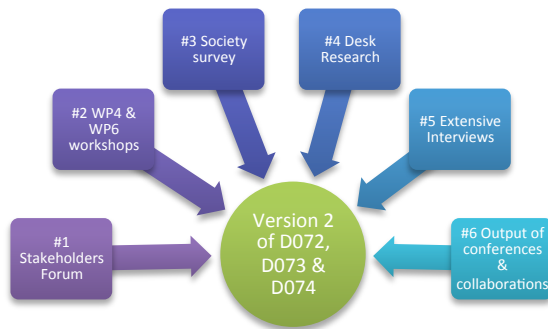 #1
Stakeholders
Forum
#2 WP4 &
WP6
workshops
#3 Society
survey
#4 Desk
Research
#5 Extensive
Interviews
#6 Output of
conferences
&
collaborations
Version 2
of D072,
D073 &
D074